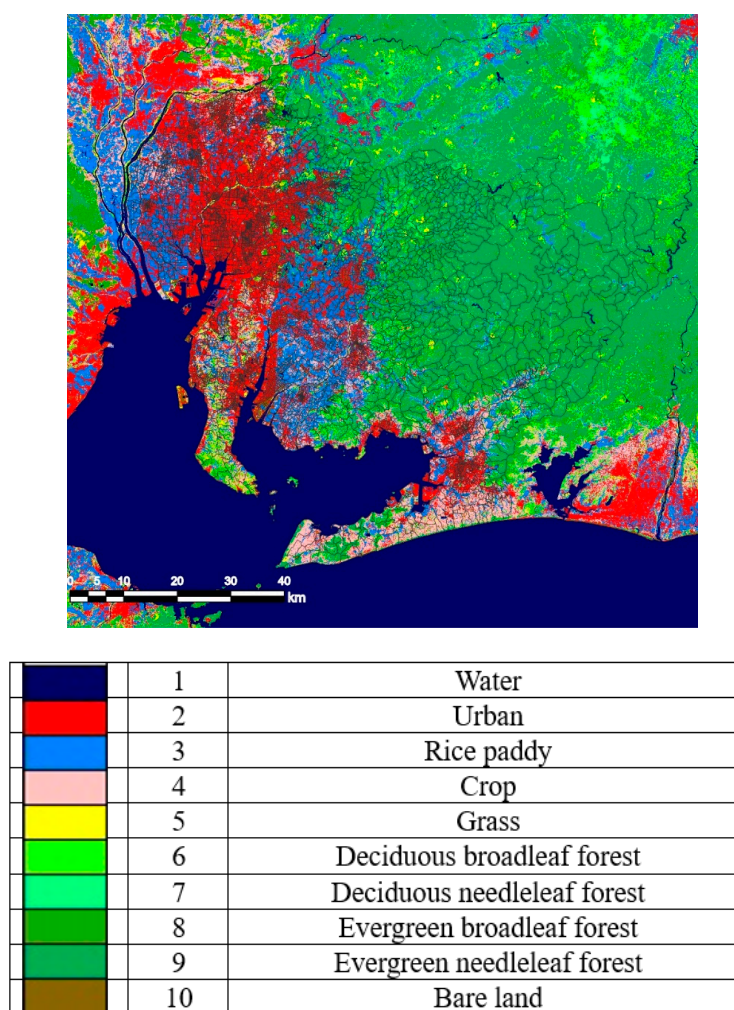 0 5 10 20 30 40
km
1 Water
2 Urban
3 Rice paddy
4 Crop
5 Grass
6 Deciduous broadleaf forest
7 Deciduous needleleaf forest
8 Evergreen broadleaf forest
9 Evergreen needleleaf forest
10 Bare land